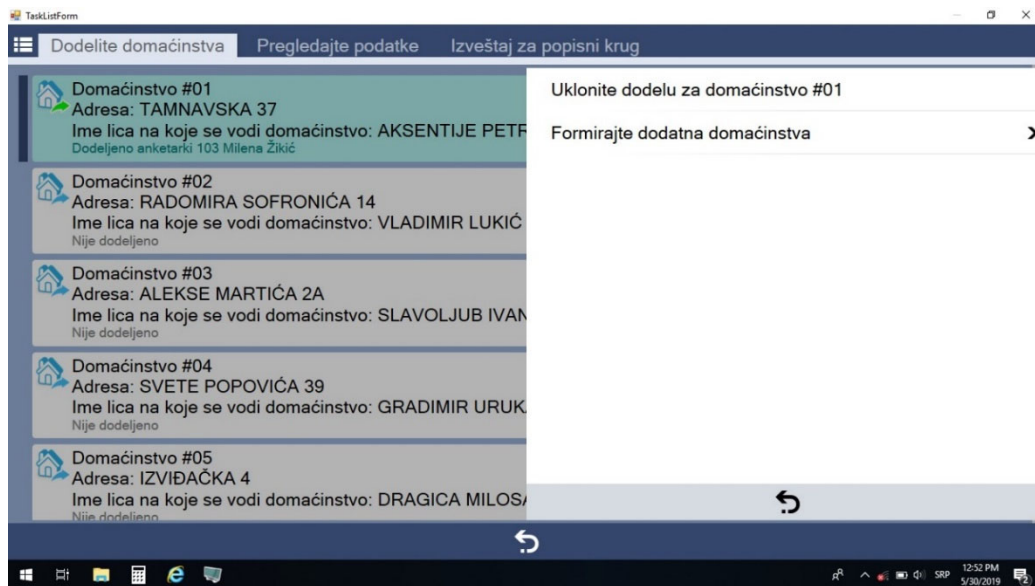 TaskListForm
Dodelite domaćinstva Pregledajte podatke Izveštaj za popisni krug
Domaćinstvo #01
Adresa: TAMNAVSKA 37
Ime lica na koje se vodi domaćinstvo: AKSENTIJE PETR
Dodeljeno anketarki 103 Milena Žikić
Domaćinstvo #02
Adresa: RADOMIRA SOFRONIĆA 14
Ime lica na koje se vodi domaćinstvo: VLADIMIR LUKIĆ
Nije dodeljeno
Domaćinstvo #03
Adresa: ALEKSE MARTIĆA 2A
Ime lica na koje se vodi domaćinstvo: SLAVOLJUB IVAN
Nije dodeljeno
Domaćinstvo #04
Adresa: SVETE POPOVIĆA 39
Ime lica na koje se vodi domaćinstvo: GRADIMIR URUK
Nije dodeljeno
Domaćinstvo #05
Adresa: IZVIĐAČKA 4
Ime lica na koje se vodi domaćinstvo: DRAGICA MILOSA
Nije dodeljeno
Uklonite dodelu za domaćinstvo #01
Formirajte dodatna domaćinstva
SRP
12:52 PM
5/30/2019